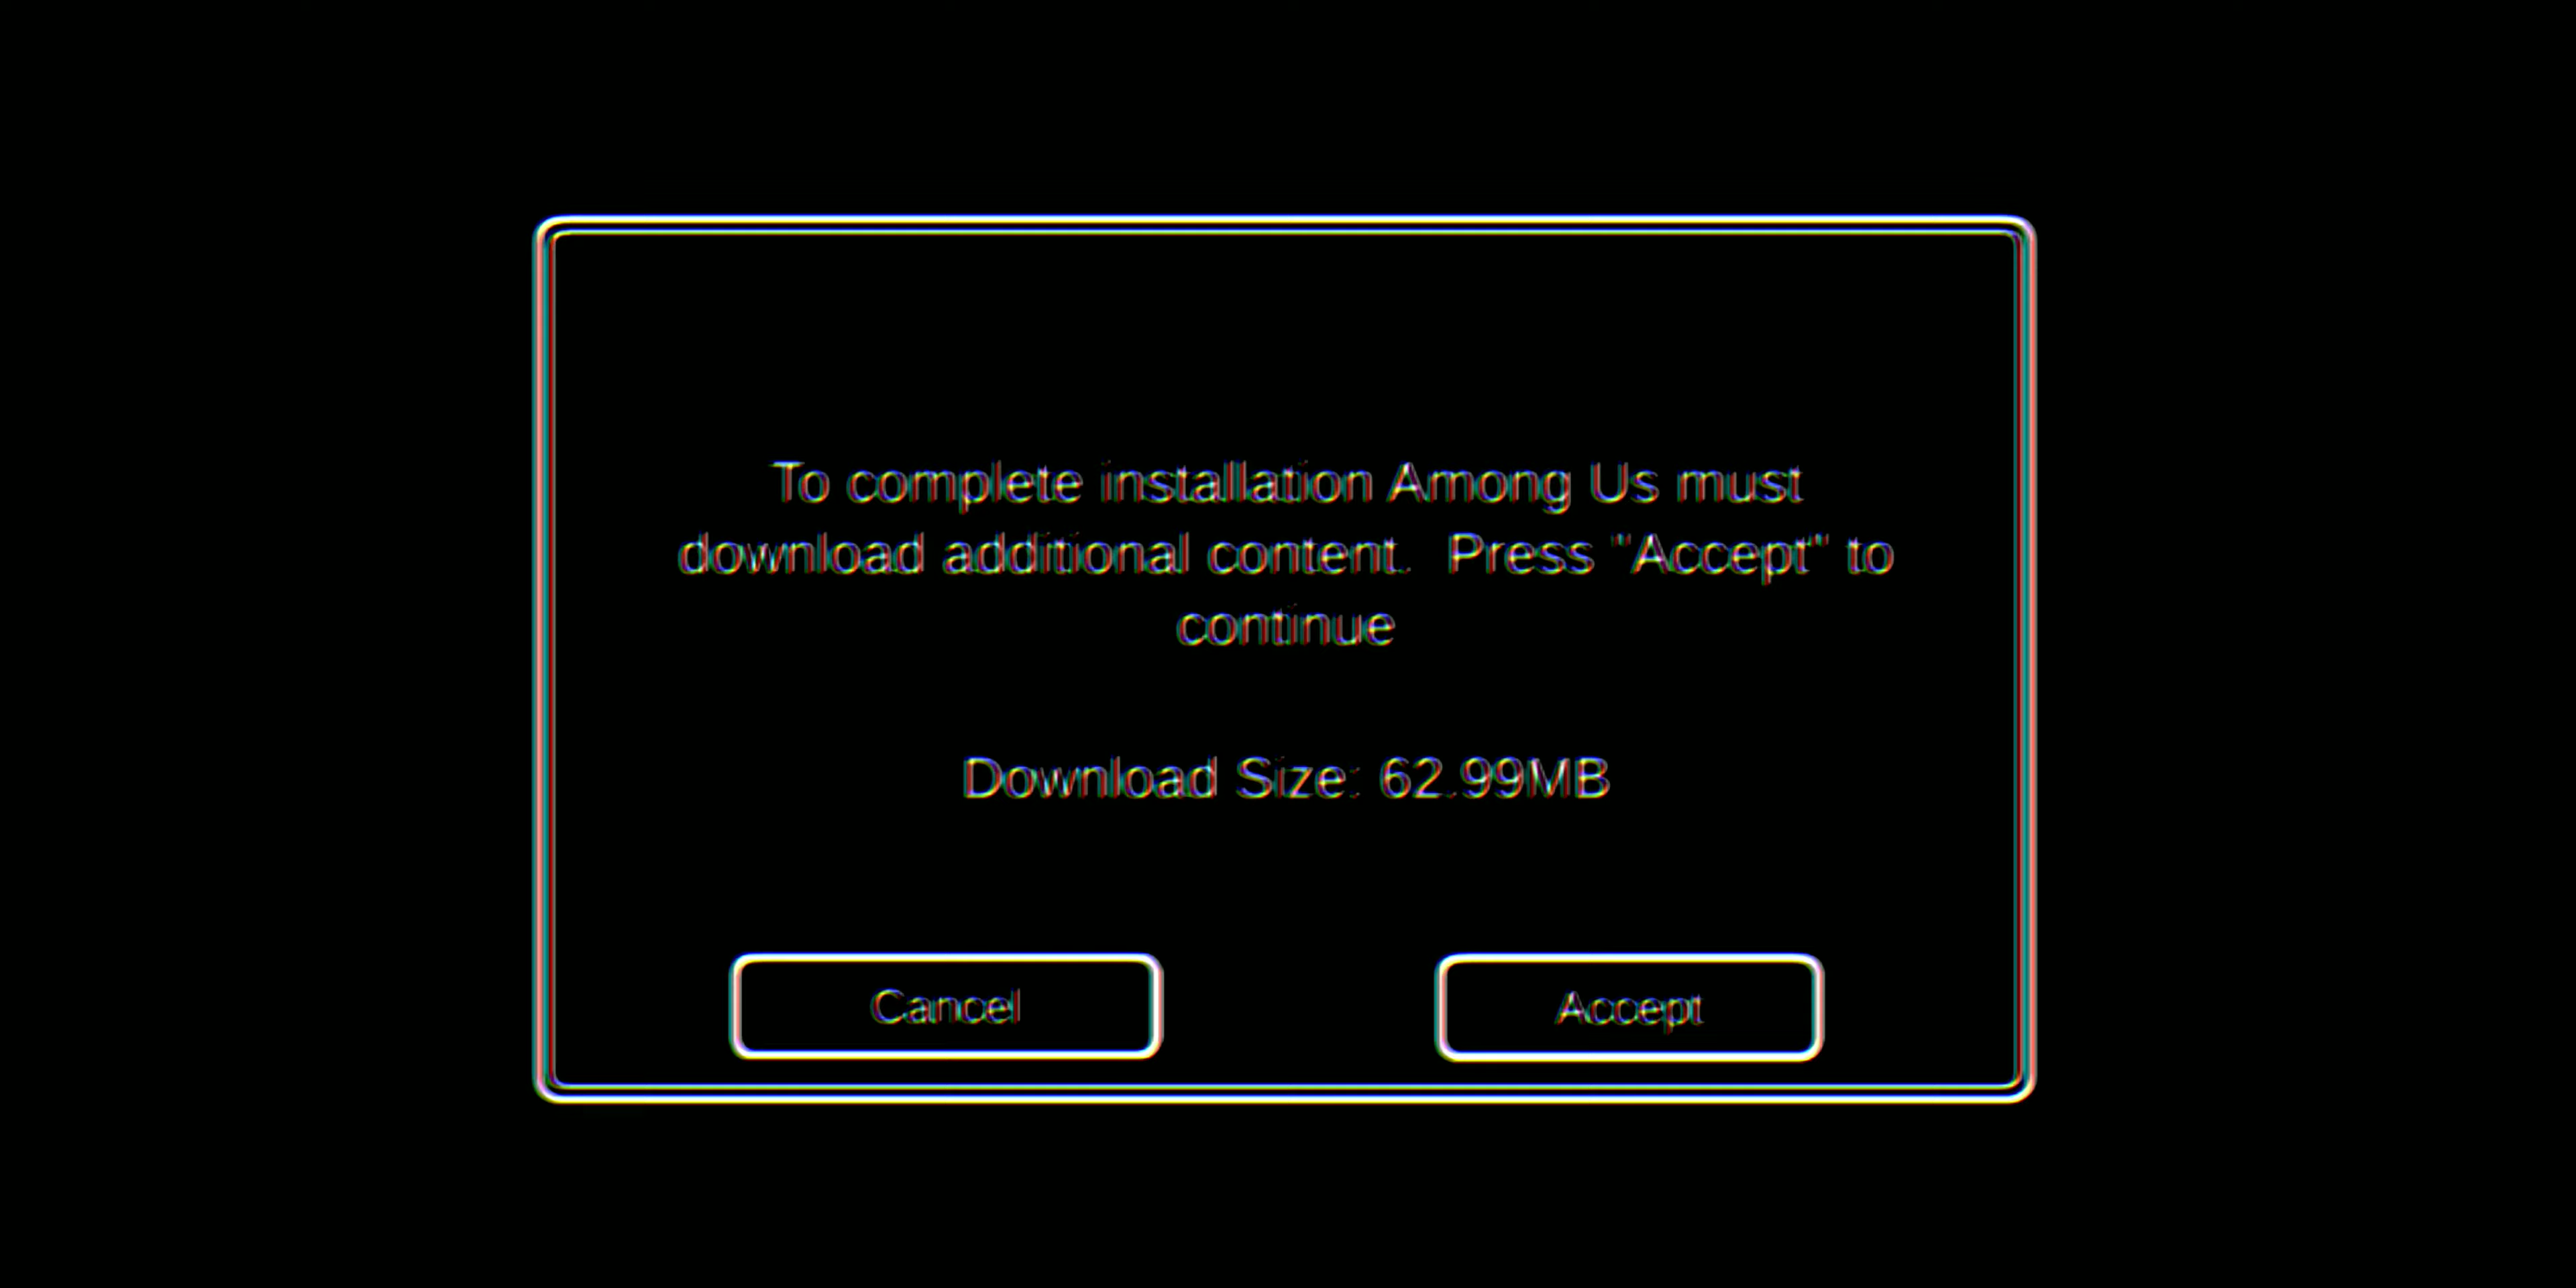 To complete installation Among Us must
download additional content.  Press "Accept" to
continue
Download Size: 62.99MB
Cancel
Accept